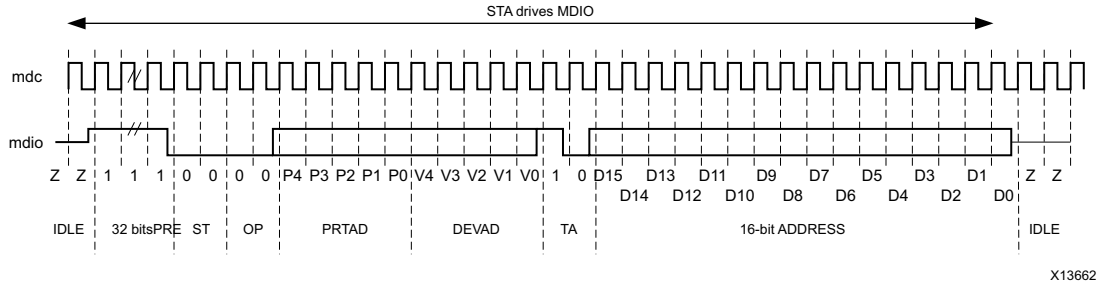 STA drives MDIO
mdc
mdio
Z Z 1 1 1 0 0 0 0 P4 P3 P2 P1 P0 V4 V3 V2 V1 V0 1 0 D15 D13 D11 D9 D7 D5 D3 D1 Z Z
D14 D12 D10 D8 D6 D4 D2 D0
IDLE 32 bitsPRE ST OP PRTAD DEVAD TA 16-bit ADDRESS IDLE
X13662